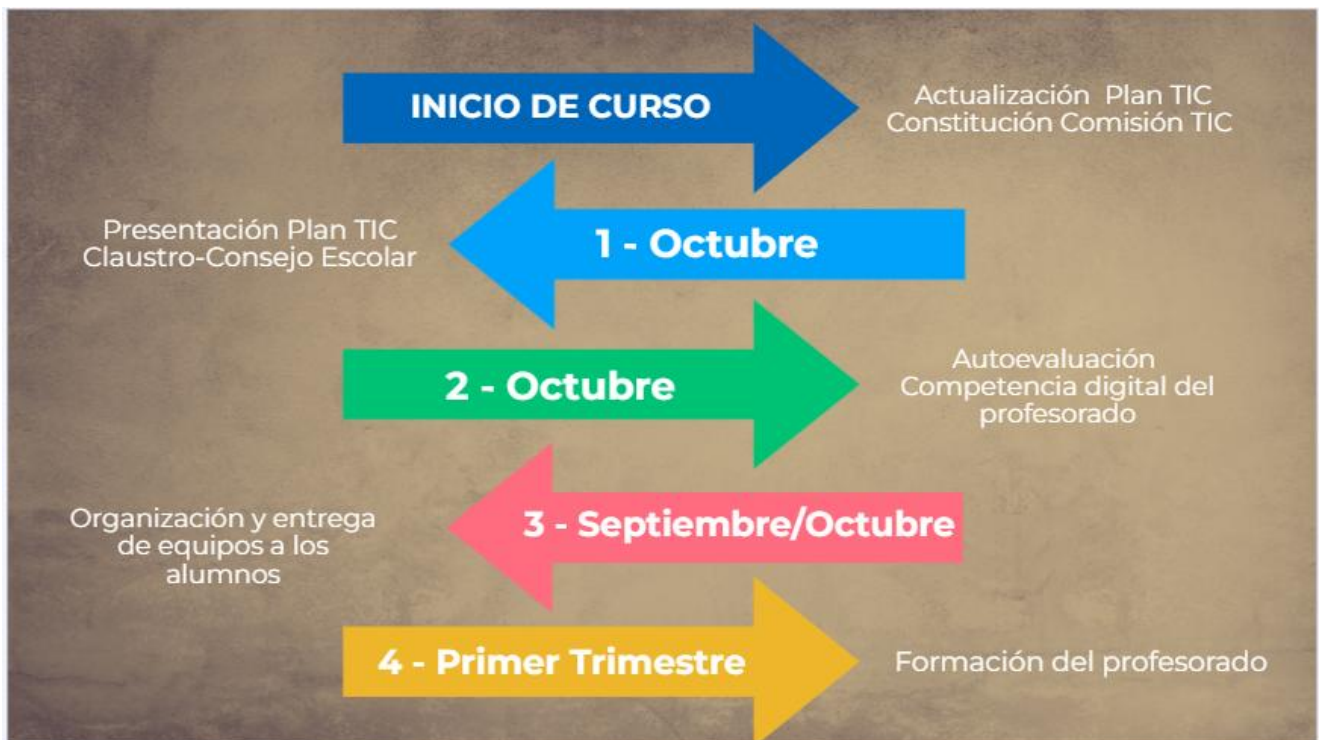 INICIO DE CURSO
Actualización Plan TIC
Constitución Comisión TIC
Presentación Plan TIC
Claustro-Consejo Escolar
1 - Octubre
2 - Octubre
Autoevaluación
Competencia digital del
profesorado
Organización y entrega
de equipos a los
alumnos
3 - Septiembre/Octubre
4 - Primer Trimestre
Formación del profesorado